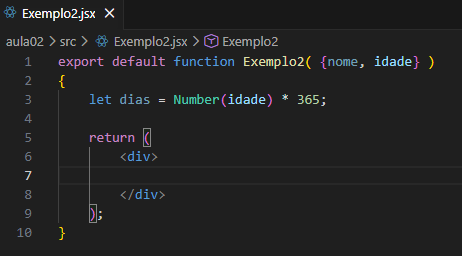 Exemplo2.jsx ×
aula02 > src > Exemplo2.jsx > Exemplo2
1 export default function Exemplo2( {nome, idade} )
2 {
3     let dias = Number(idade) * 365;
4
5     return (
6         <div>
7
8         </div>
9     );
10 }